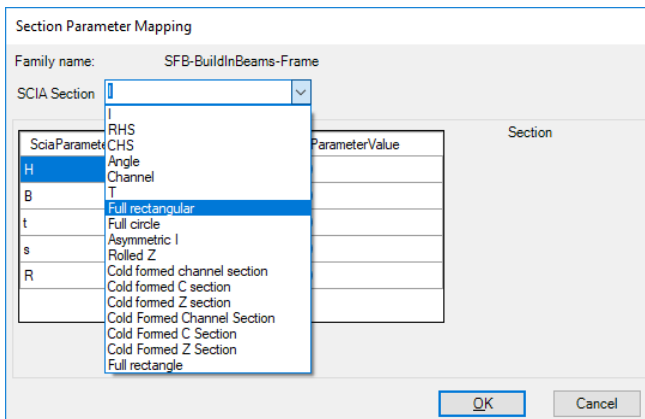 Section Parameter Mapping
Family name: SFB-BuildInBeams-Frame
SCIA Section I
I
RHS
CHS
Angle
Channel
T
Full rectangular
Full circle
Asymmetric I
Rolled Z
Cold formed channel section
Cold formed C section
Cold formed Z section
Cold Formed Channel Section
Cold Formed C Section
Cold Formed Z Section
Full rectangle
Section
SciaParamete ParameterValue
H
B
t
s
R
OK Cancel